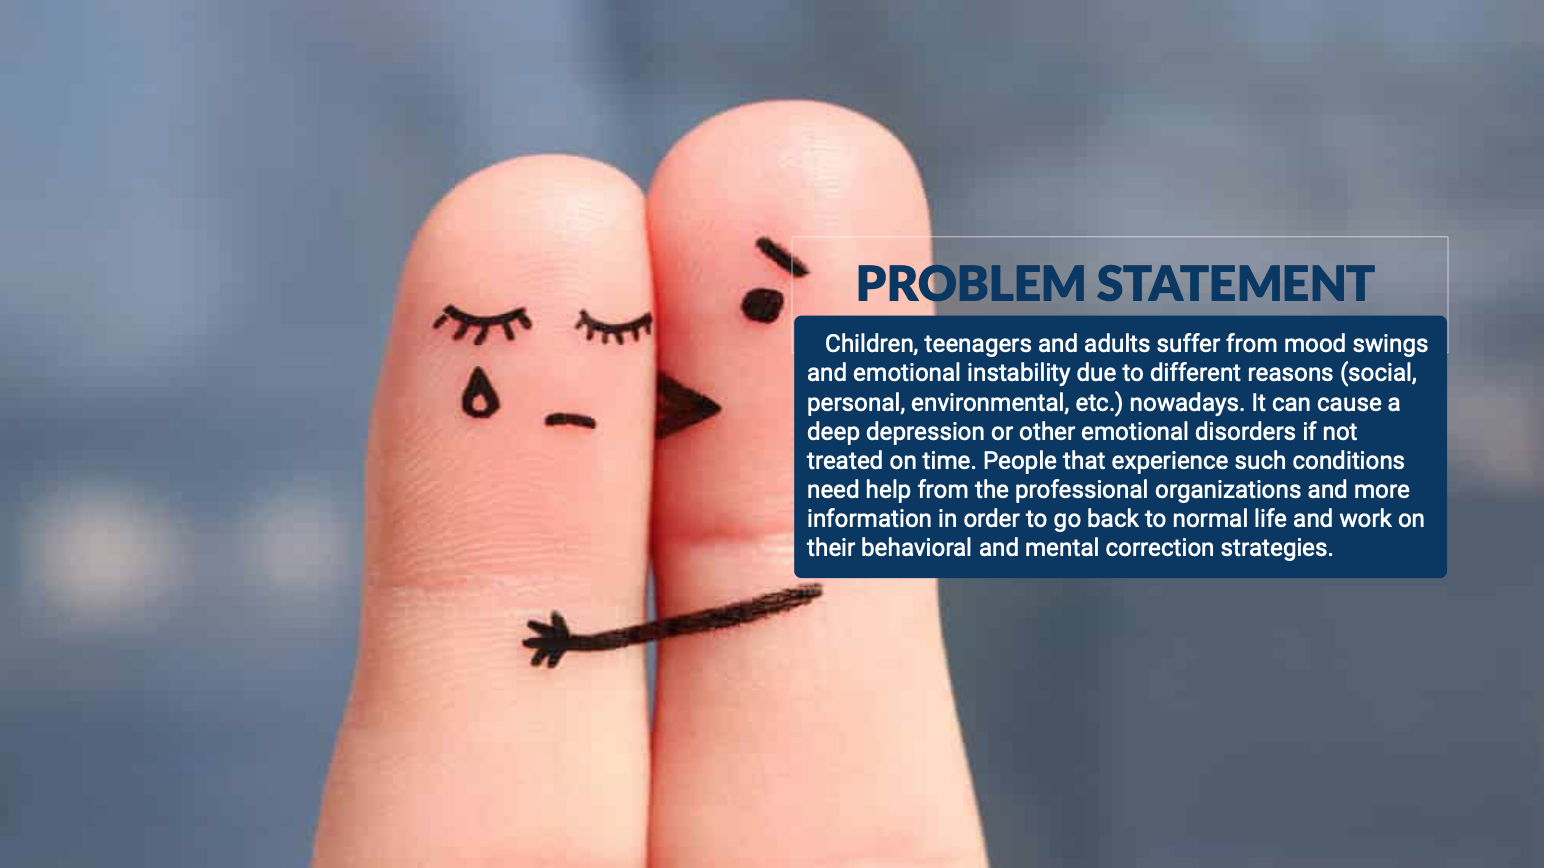 PROBLEM STATEMENT
Children, teenagers and adults suffer from mood swings
and emotional instability due to different reasons (social,
personal, environmental, etc.) nowadays. It can cause a
deep depression or other emotional disorders if not
treated on time. People that experience such conditions
need help from the professional organizations and more
information in order to go back to normal life and work on
their behavioral and mental correction strategies.